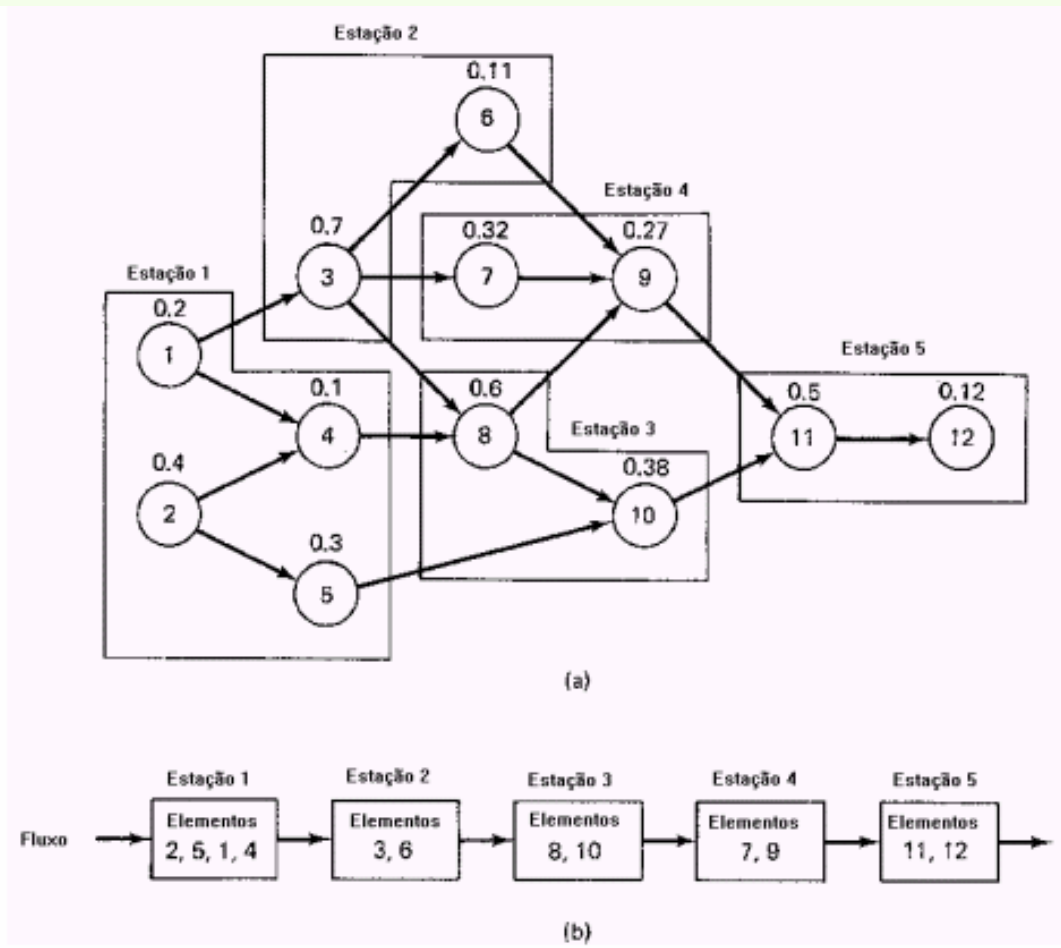 Estação 2
0.11
6
Estação 4
0.7
0.32
0.27
3
7
9
Estação 1
0.2
1
Estação 5
0.1
0.6
0.5
0.12
4
8
Estação 3
11
12
0.4
0.38
2
10
0.3
5
(a)
Estação 1
Estação 2
Estação 3
Estação 4
Estação 5
Fluxo
Elementos
2, 5, 1, 4
Elementos
3, 6
Elementos
8, 10
Elementos
7, 9
Elementos
11, 12
(b)